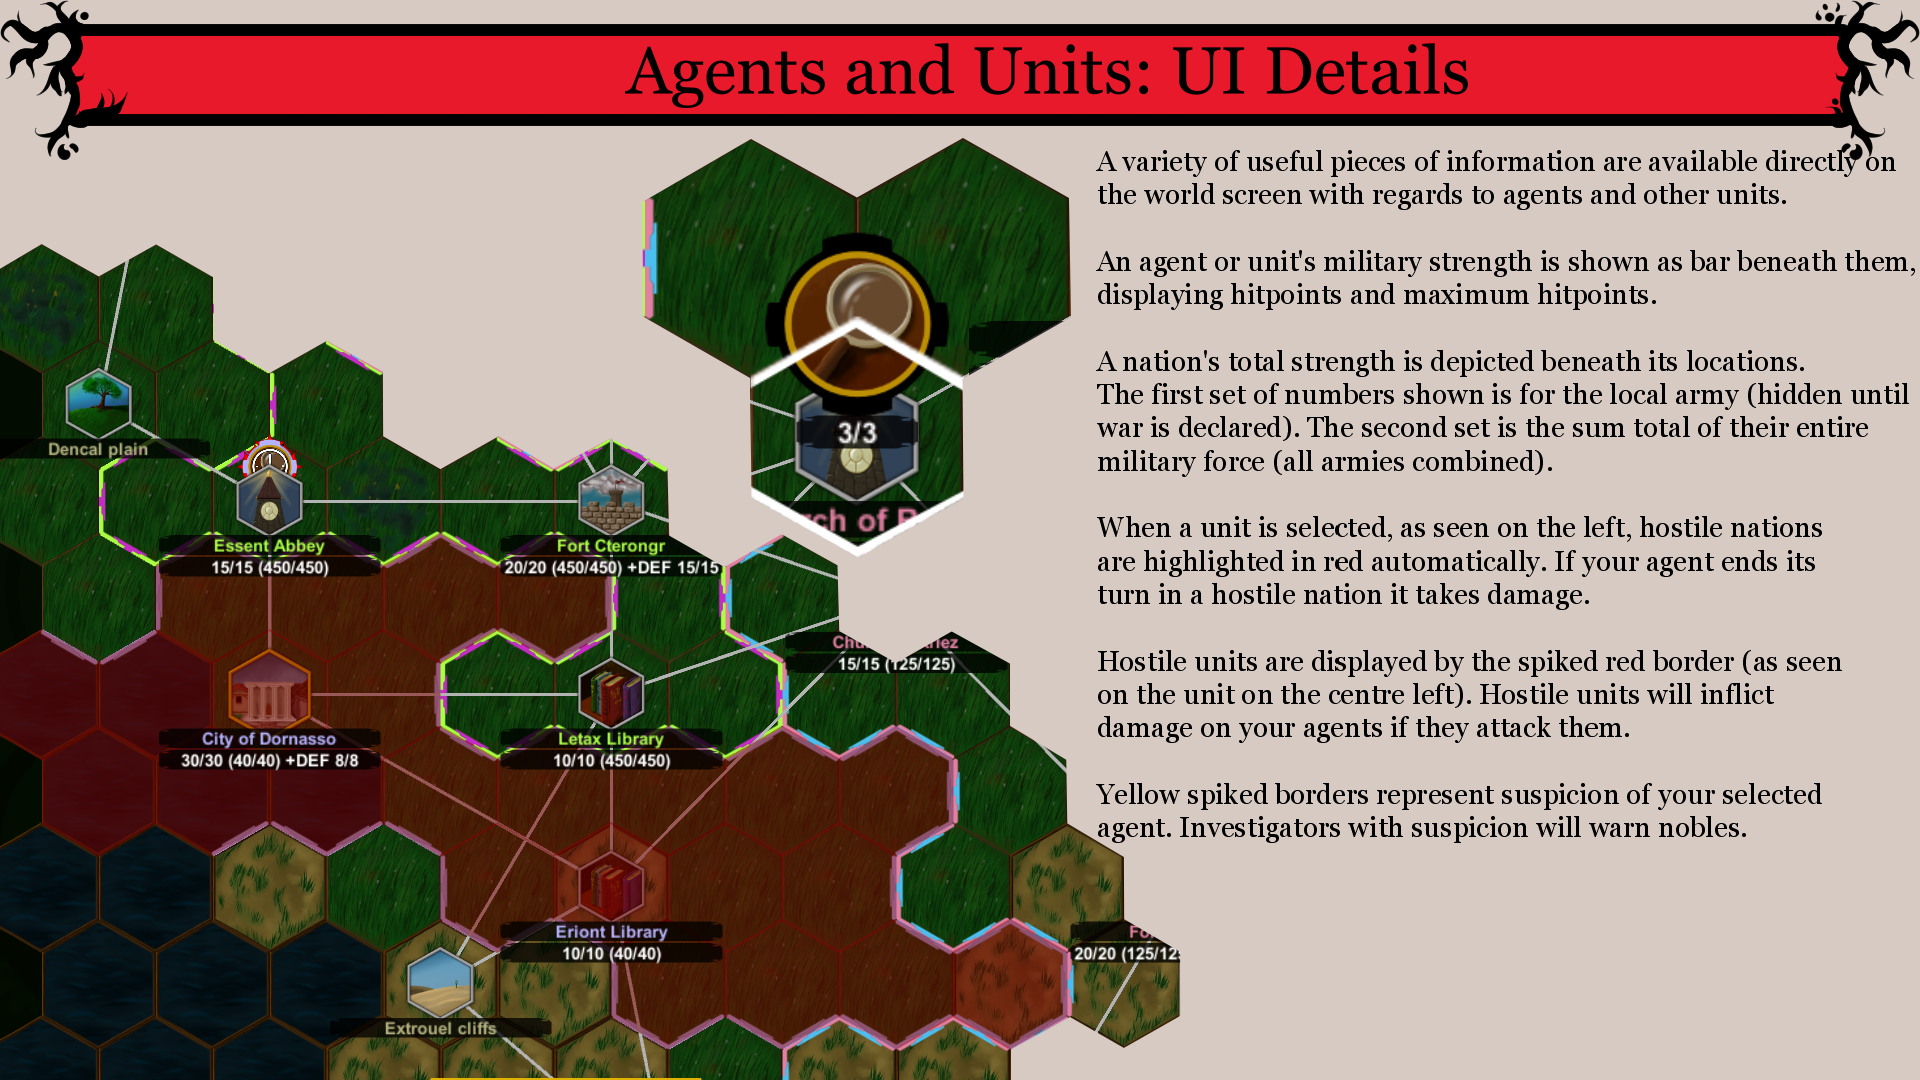 Agents and Units: UI Details
A variety of useful pieces of information are available directly on
the world screen with regards to agents and other units.
An agent or unit's military strength is shown as bar beneath them,
displaying hitpoints and maximum hitpoints.
A nation's total strength is depicted beneath its locations.
The first set of numbers shown is for the local army (hidden until
war is declared). The second set is the sum total of their entire
military force (all armies combined).
When a unit is selected, as seen on the left, hostile nations
are highlighted in red automatically. If your agent ends its
turn in a hostile nation it takes damage.
Hostile units are displayed by the spiked red border (as seen
on the unit on the centre left). Hostile units will inflict
damage on your agents if they attack them.
Yellow spiked borders represent suspicion of your selected
agent. Investigators with suspicion will warn nobles.
3/3
of
Dencal plain
Essent Abbey
15/15 (450/450)
Fort Cterongr
20/20 (450/450) +DEF 15/15
15/15 (125/125)
City of Dornasso
30/30 (40/40) +DEF 8/8
Letax Library
10/10 (450/450)
Eriont Library
10/10 (40/40)
20/20
Extrouel cliffs